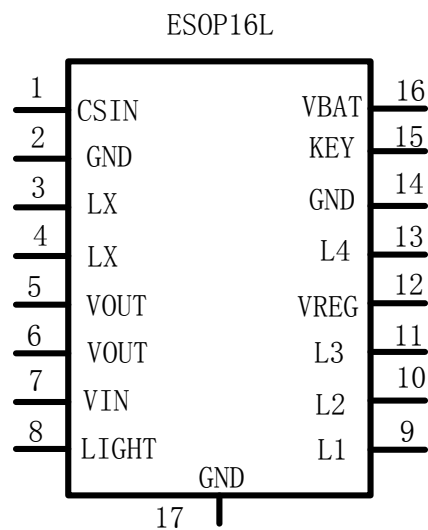 ESOP16L
1 CSIN VBAT 16
2 GND KEY 15
3 LX GND 14
4 LX L4 13
5 VOUT VREG 12
6 VOUT L3 11
7 VIN L2 10
8 LIGHT L1 9
GND
17